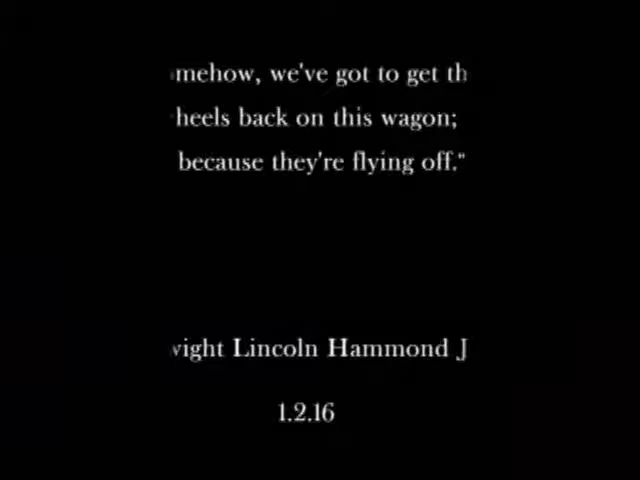 mehow, we've got to get th
heels back on this wagon;
because they're flying off."
wight Lincoln Hammond J
1.2.16